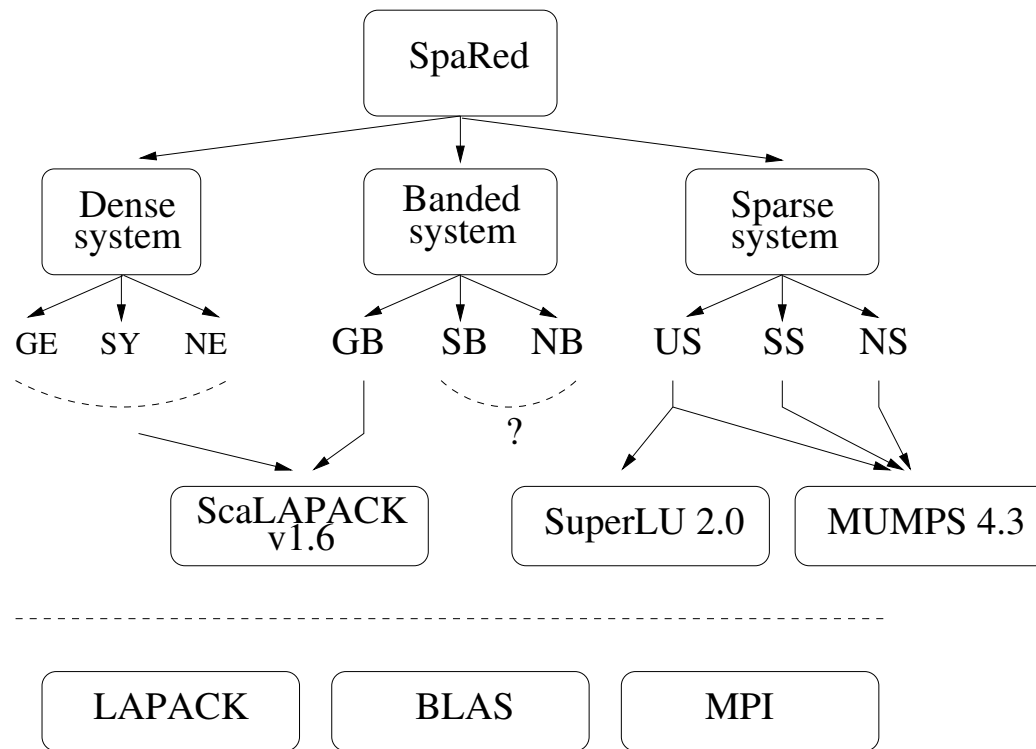 SpaRed
Dense
system
Banded
system
Sparse
system
GE SY NE
GB SB NB
US SS NS
?
ScaLAPACK
v1.6
SuperLU 2.0
MUMPS 4.3
LAPACK
BLAS
MPI